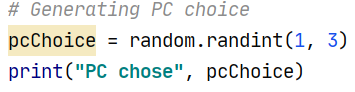 # Generating PC choice
pcChoice = random.randint(1, 3)
print("PC chose", pcChoice)